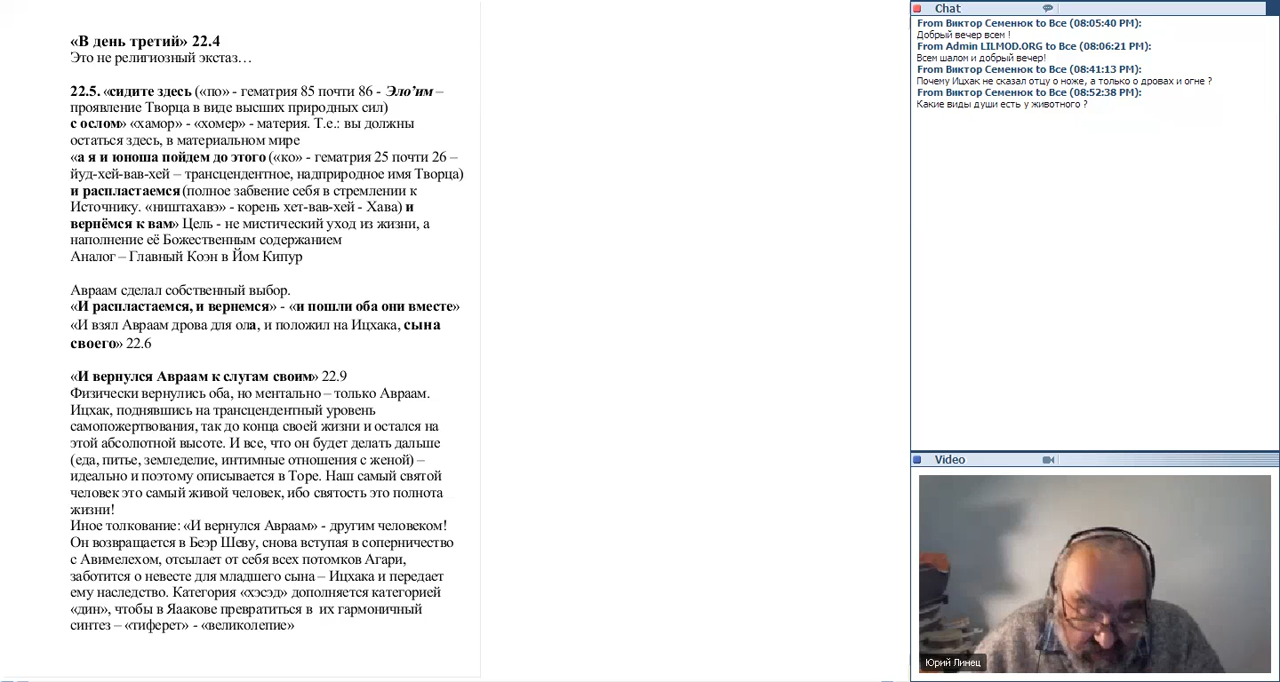 «В день третий» 22.4
Это не религиозный экстаз…
22.5. «сидите здесь («по» - гематрия 85 почти 86 - Эло’им –
проявление Творца в виде высших природных сил)
с ослом» «хамор» - «хомер» - материя. Т.е.: вы должны
остаться здесь, в материальном мире
«а я и юноша пойдем до этого («ко» - гематрия 25 почти 26 –
йуд-хей-вав-хей – трансцендентное, надприродное имя Творца)
и распластаемся (полное забвение себя в стремлении к
Источнику. «ништахавэ» - корень хет-вав-хей - Хава) и
вернёмся к вам» Цель - не мистический уход из жизни, а
наполнение её Божественным содержанием
Аналог – Главный Коэн в Йом Кипур
Авраам сделал собственный выбор.
«И распластаемся, и вернемся» - «и пошли оба они вместе»
«И взял Авраам дрова для ола, и положил на Ицхака, сына
своего» 22.6
«И вернулся Авраам к слугам своим» 22.9
Физически вернулись оба, но ментально – только Авраам.
Ицхак, поднявшись на трансцендентный уровень
самопожертвования, так до конца своей жизни и остался на
этой абсолютной высоте. И все, что он будет делать дальше
(еда, питье, земледелие, интимные отношения с женой) –
идеально и поэтому описывается в Торе. Наш самый святой
человек это самый живой человек, ибо святость это полнота
жизни!
Иное толкование: «И вернулся Авраам» - другим человеком!
Он возвращается в Беэр Шеву, снова вступая в соперничество
с Авимелехом, отсылает от себя всех потомков Агари,
заботится о невесте для младшего сына – Ицхака и передает
ему наследство. Категория «хэсэд» дополняется категорией
«дин», чтобы в Яаакове превратиться в их гармоничный
синтез – «тиферет» - «великолепие»
Chat
From Виктор Семенюк to Все (08:05:40 PM):
Добрый вечер всем !
From Admin LILMOD.ORG to Все (08:06:21 PM):
Всем шалом и добрый вечер!
From Виктор Семенюк to Все (08:41:13 PM):
Почему Ицхак не сказал отцу о ноже, а только о дровах и огне ?
From Виктор Семенюк to Все (08:52:38 PM):
Какие виды души есть у животного ?
Video
Юрий Линец